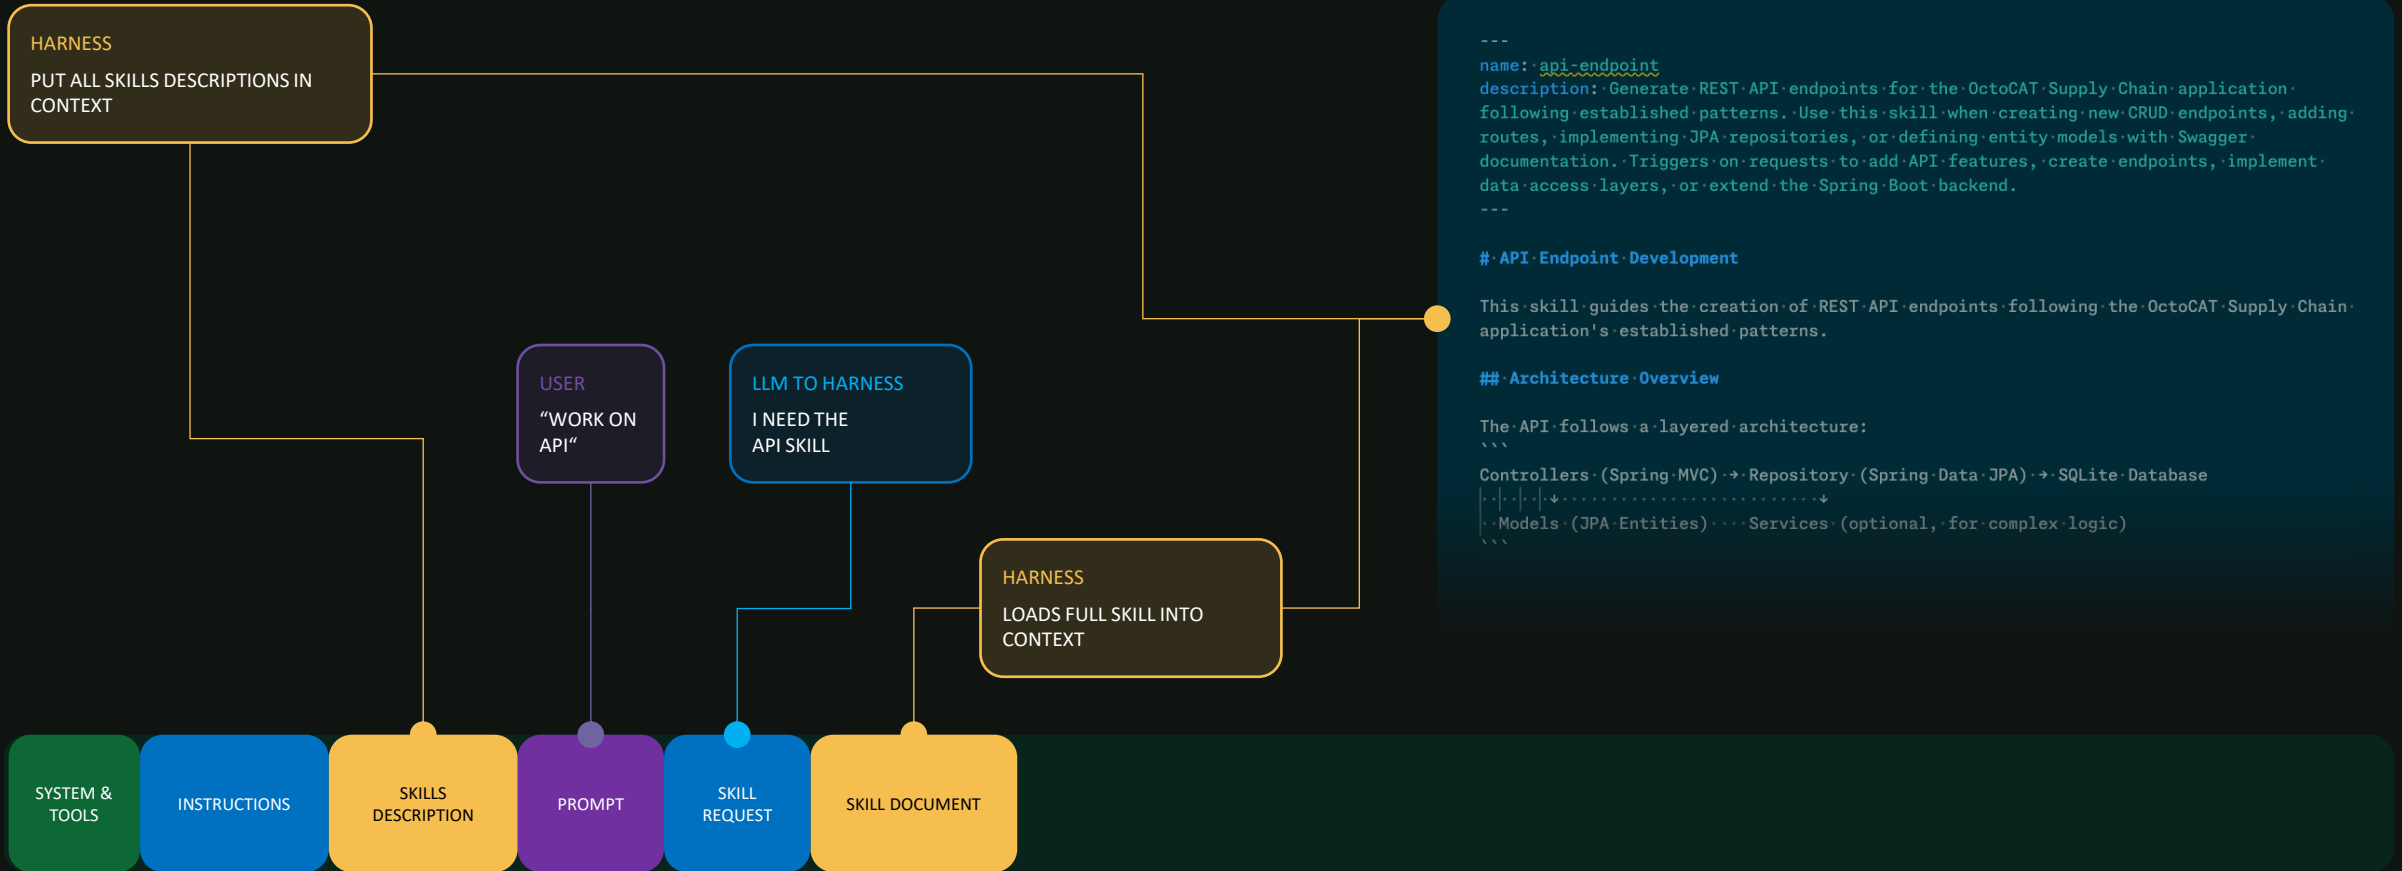 HARNESS
PUT ALL SKILLS DESCRIPTIONS IN
CONTEXT
USER
“WORK ON
API“
LLM TO HARNESS
I NEED THE
API SKILL
HARNESS
LOADS FULL SKILL INTO
CONTEXT
---
name: api-endpoint
description: Generate REST API endpoints for the OctoCAT Supply Chain application
following established patterns. Use this skill when creating new CRUD endpoints, adding
routes, implementing JPA repositories, or defining entity models with Swagger
documentation. Triggers on requests to add API features, create endpoints, implement
data access layers, or extend the Spring Boot backend.
---
# API Endpoint Development
This skill guides the creation of REST API endpoints following the OctoCAT Supply Chain
application's established patterns.
## Architecture Overview
The API follows a layered architecture:
```
Controllers (Spring MVC) → Repository (Spring Data JPA) → SQLite Database
↓ ↓
Models (JPA Entities) Services (optional, for complex logic)
```
SYSTEM &
TOOLS
INSTRUCTIONS
SKILLS
DESCRIPTION
PROMPT
SKILL
REQUEST
SKILL DOCUMENT